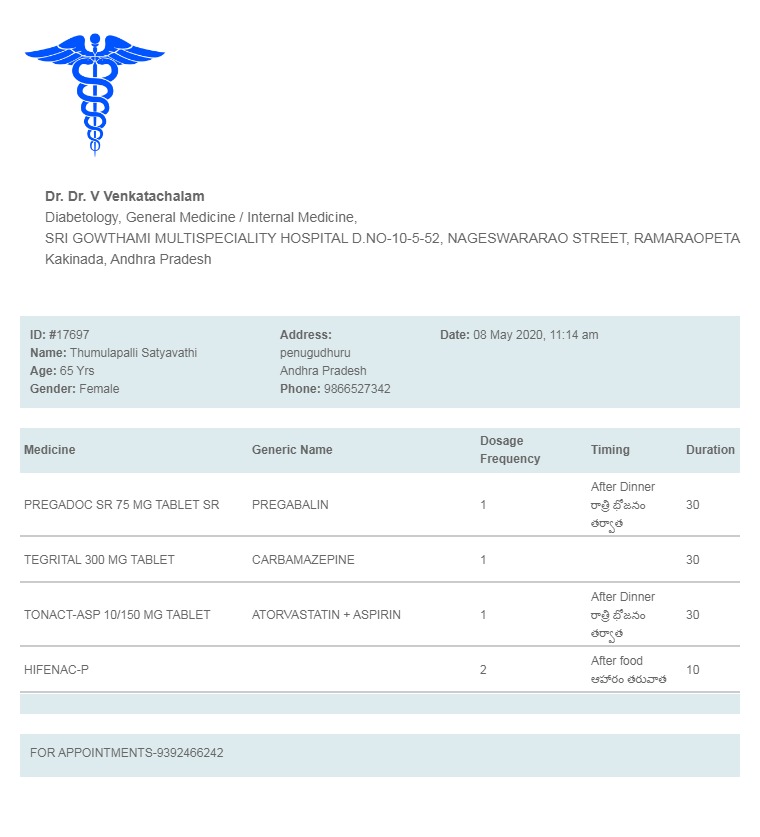 Dr. Dr. V Venkatachalam
Diabetology, General Medicine / Internal Medicine,
SRI GOWTHAMI MULTISPECIALITY HOSPITAL D.NO-10-5-52, NAGESWARARAO STREET, RAMARAOPETA
Kakinada, Andhra Pradesh
ID: #17697 Address: Date: 08 May 2020, 11:14 am
Name: Thumulapalli Satyavathi penugudhuru
Age: 65 Yrs Andhra Pradesh
Gender: Female Phone: 9866527342
Medicine Generic Name Dosage Frequency Timing Duration
PREGADOC SR 75 MG TABLET SR PREGABALIN 1 After Dinner 30
రాత్రి భోజనం
తర్వాత
TEGRITAL 300 MG TABLET CARBAMAZEPINE 1 30
TONACT-ASP 10/150 MG TABLET ATORVASTATIN + ASPIRIN 1 After Dinner 30
రాత్రి భోజనం
తర్వాత
HIFENAC-P 2 After food 10
ఆహారం తరువాత
FOR APPOINTMENTS-9392466242